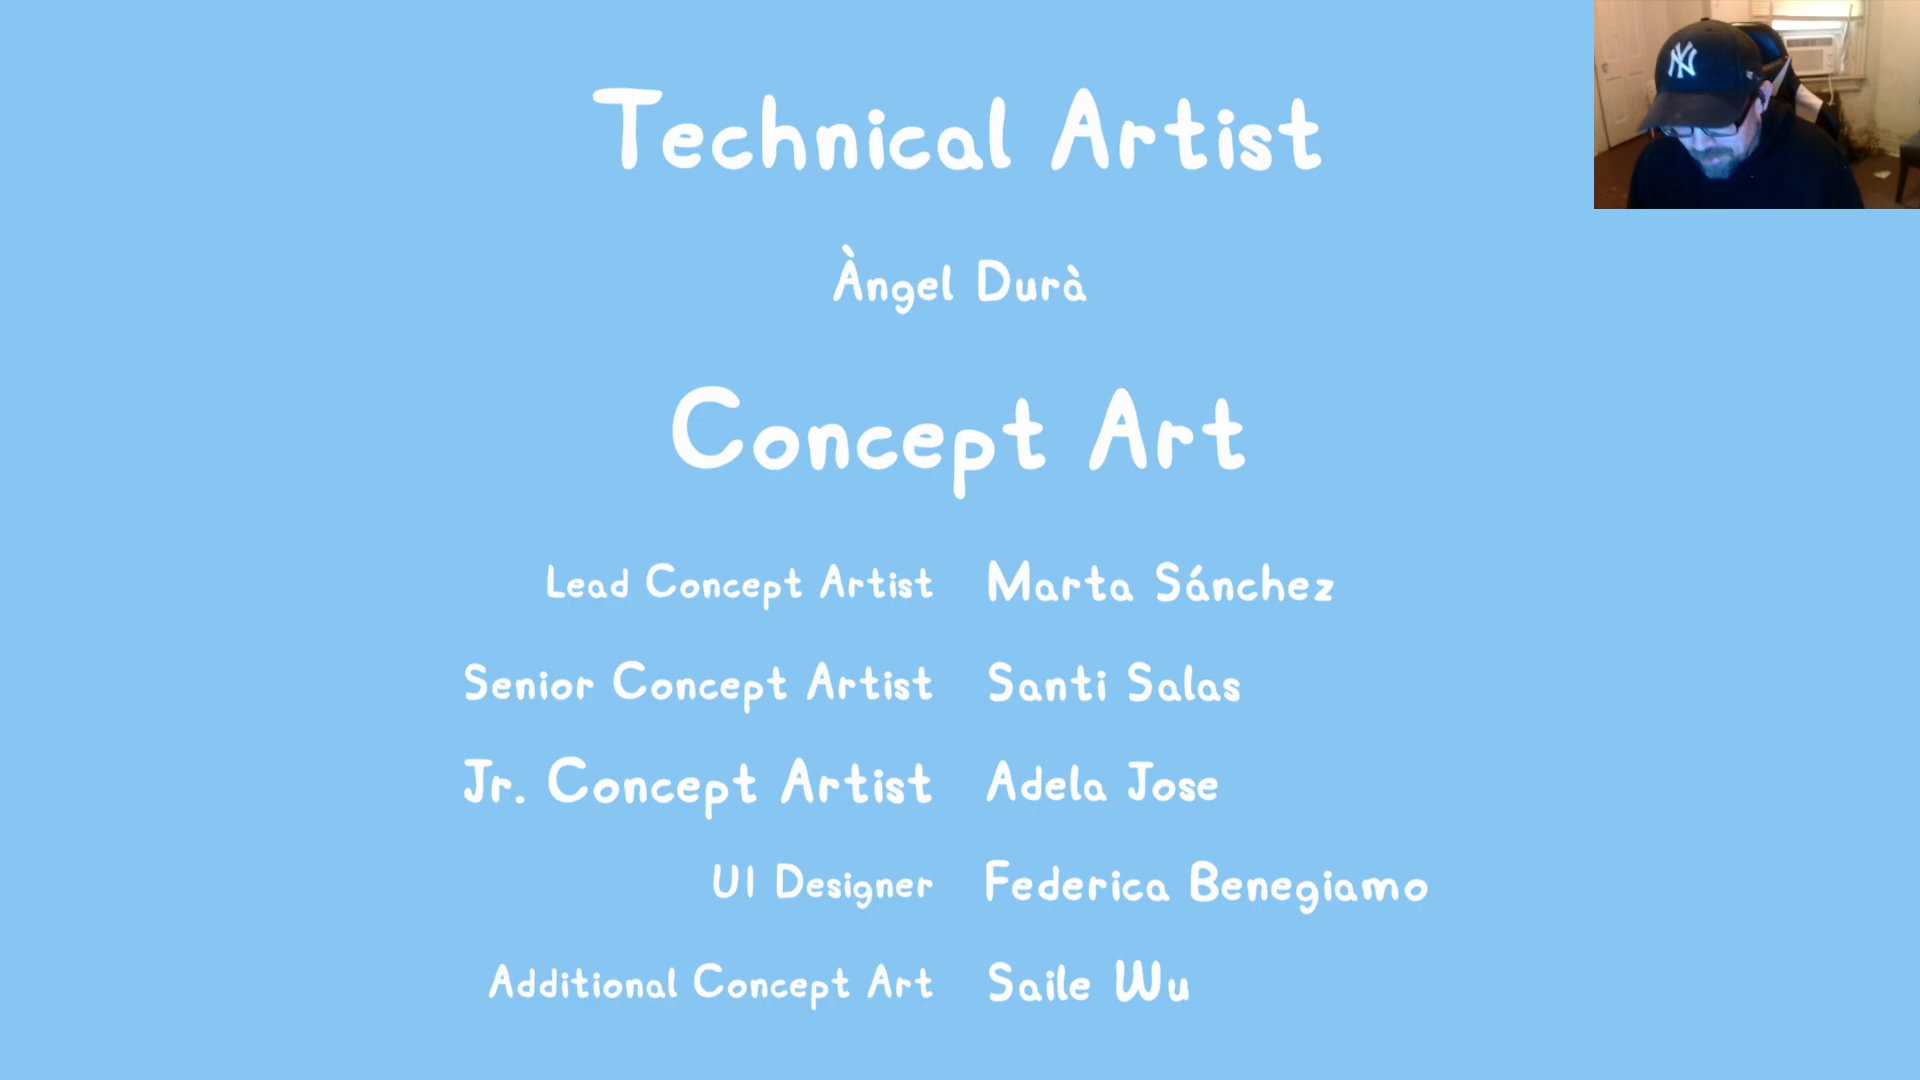 Technical Artist
Àngel Durà
Concept Art
Lead Concept Artist Marta Sánchez
Senior Concept Artist Santi Salas
Jr. Concept Artist Adela Jose
UI Designer Federica Benegiamo
Additional Concept Art Saile Wu
NY